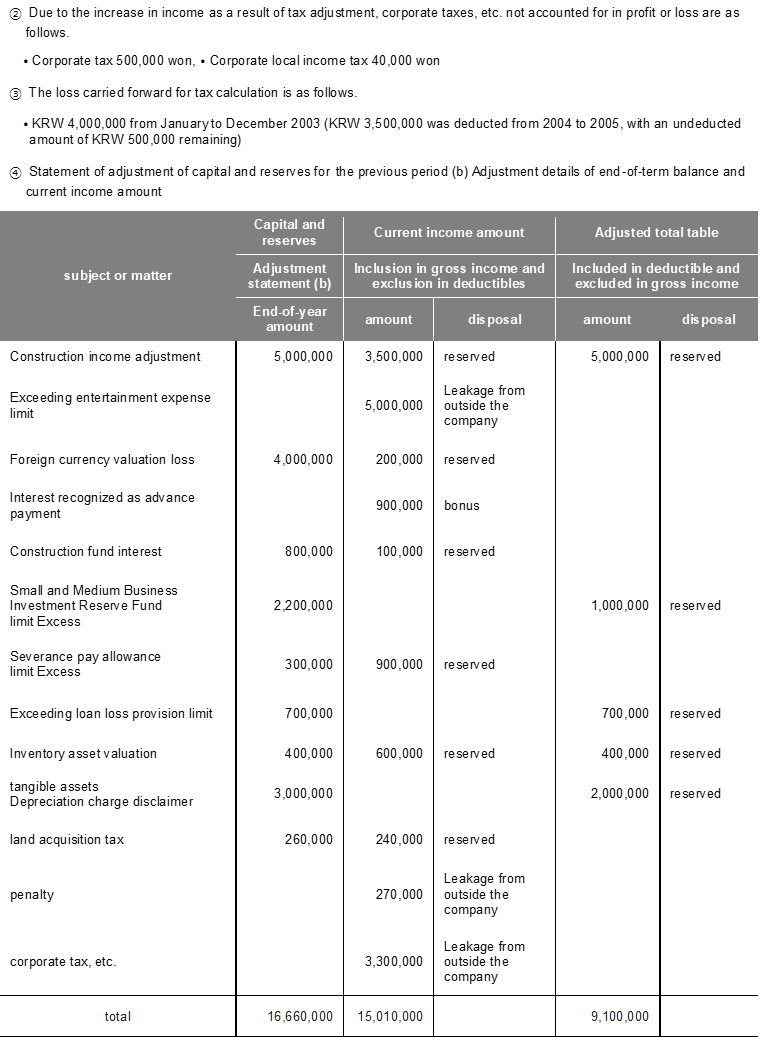 ② Due to the increase in income as a result of tax adjustment, corporate taxes, etc. not accounted for in profit or loss are as
follows.
• Corporate tax 500,000 won, • Corporate local income tax 40,000 won
③ The loss carried forward for tax calculation is as follows.
• KRW 4,000,000 from January to December 2003 (KRW 3,500,000 was deducted from 2004 to 2005, with an undeducted
amount of KRW 500,000 remaining)
④ Statement of adjustment of capital and reserves for the previous period (b) Adjustment details of end-of-term balance and
current income amount
subject or matter
Capital and
reserves
Current income amount
Adjusted total table
Adjustment
statement (b)
Inclusion in gross income and
exclusion in deductibles
Included in deductible and
excluded in gross income
End-of-year
amount
amount
disposal
amount
disposal
Construction income adjustment 5,000,000 3,500,000 reserved 5,000,000 reserved
Exceeding entertainment expense
limit
5,000,000
Leakage from
outside the
company
Foreign currency valuation loss 4,000,000 200,000 reserved
Interest recognized as advance
payment
900,000 bonus
Construction fund interest 800,000 100,000 reserved
Small and Medium Business
Investment Reserve Fund
limit Excess
2,200,000 1,000,000 reserved
Severance pay allowance
limit Excess
300,000 900,000 reserved
Exceeding loan loss provision limit 700,000 700,000 reserved
Inventory asset valuation 400,000 600,000 reserved 400,000 reserved
tangible assets
Depreciation charge disclaimer
3,000,000 2,000,000 reserved
land acquisition tax 260,000 240,000 reserved
penalty
270,000
Leakage from
outside the
company
corporate tax, etc.
3,300,000
Leakage from
outside the
company
total 16,660,000 15,010,000 9,100,000